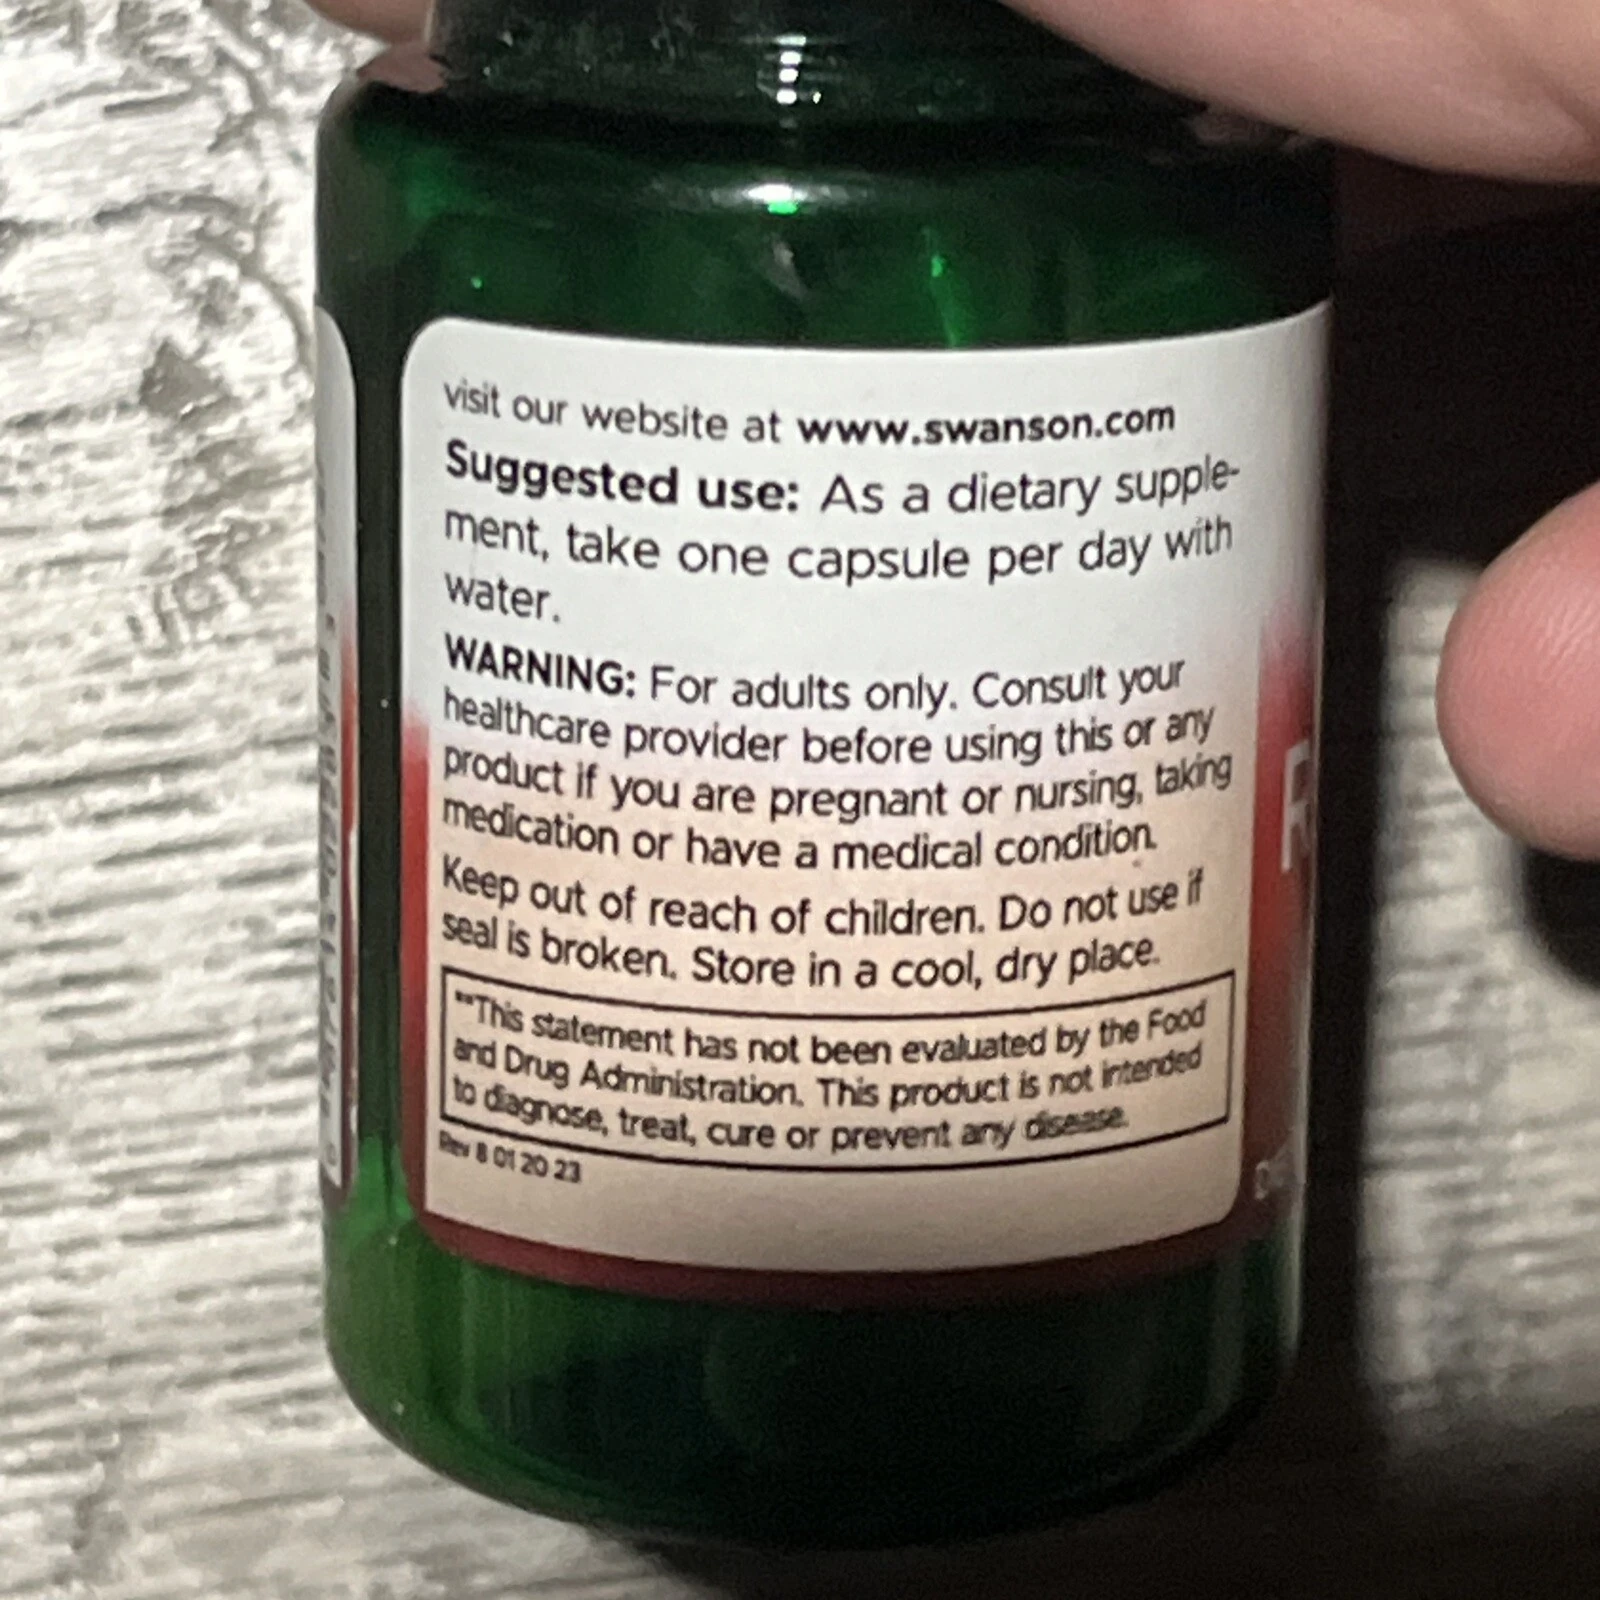 visit our website at www.swanson.com
Suggested use: As a dietary supple-
ment, take one capsule per day with
water.
WARNING: For adults only. Consult your
healthcare provider before using this or any
product if you are pregnant or nursing, taking
medication or have a medical condition.
Keep out of reach of children. Do not use if
seal is broken. Store in a cool, dry place.
**This statement has not been evaluated by the Food
and Drug Administration. This product is not intended
to diagnose, treat, cure or prevent any disease.
Rev 8 01 20 23